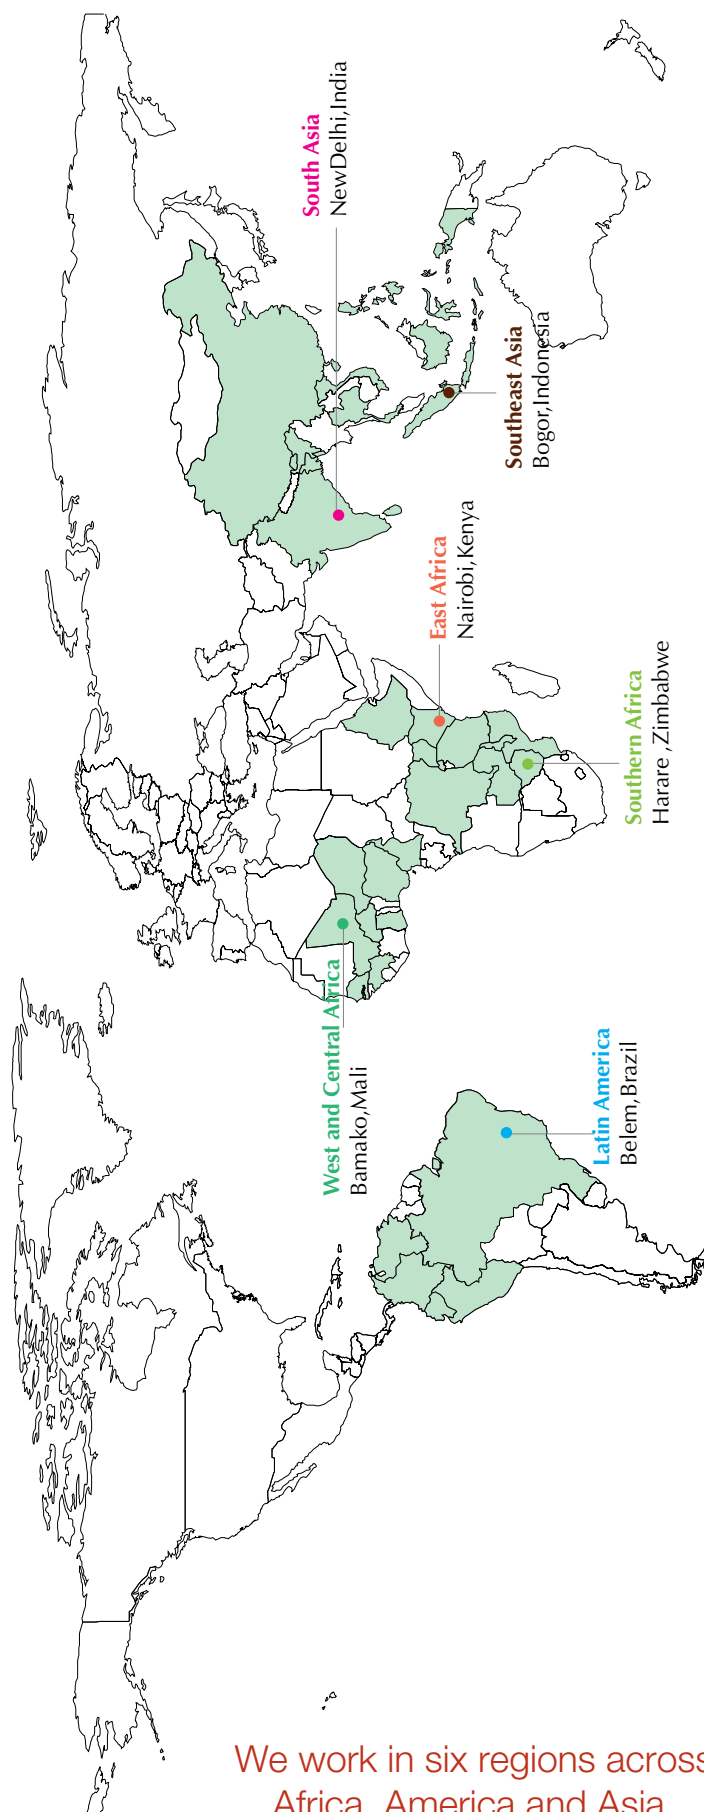 South Asia
NewDelhi,India
Southeast Asia
Bogor,Indonesia
East Africa
Nairobi,Kenya
Southern Africa
Harare ,Zimbabwe
West and Central Africa
Bamako,Mali
Latin America
Belem,Brazil
We work in six regions across
Africa, America and Asia